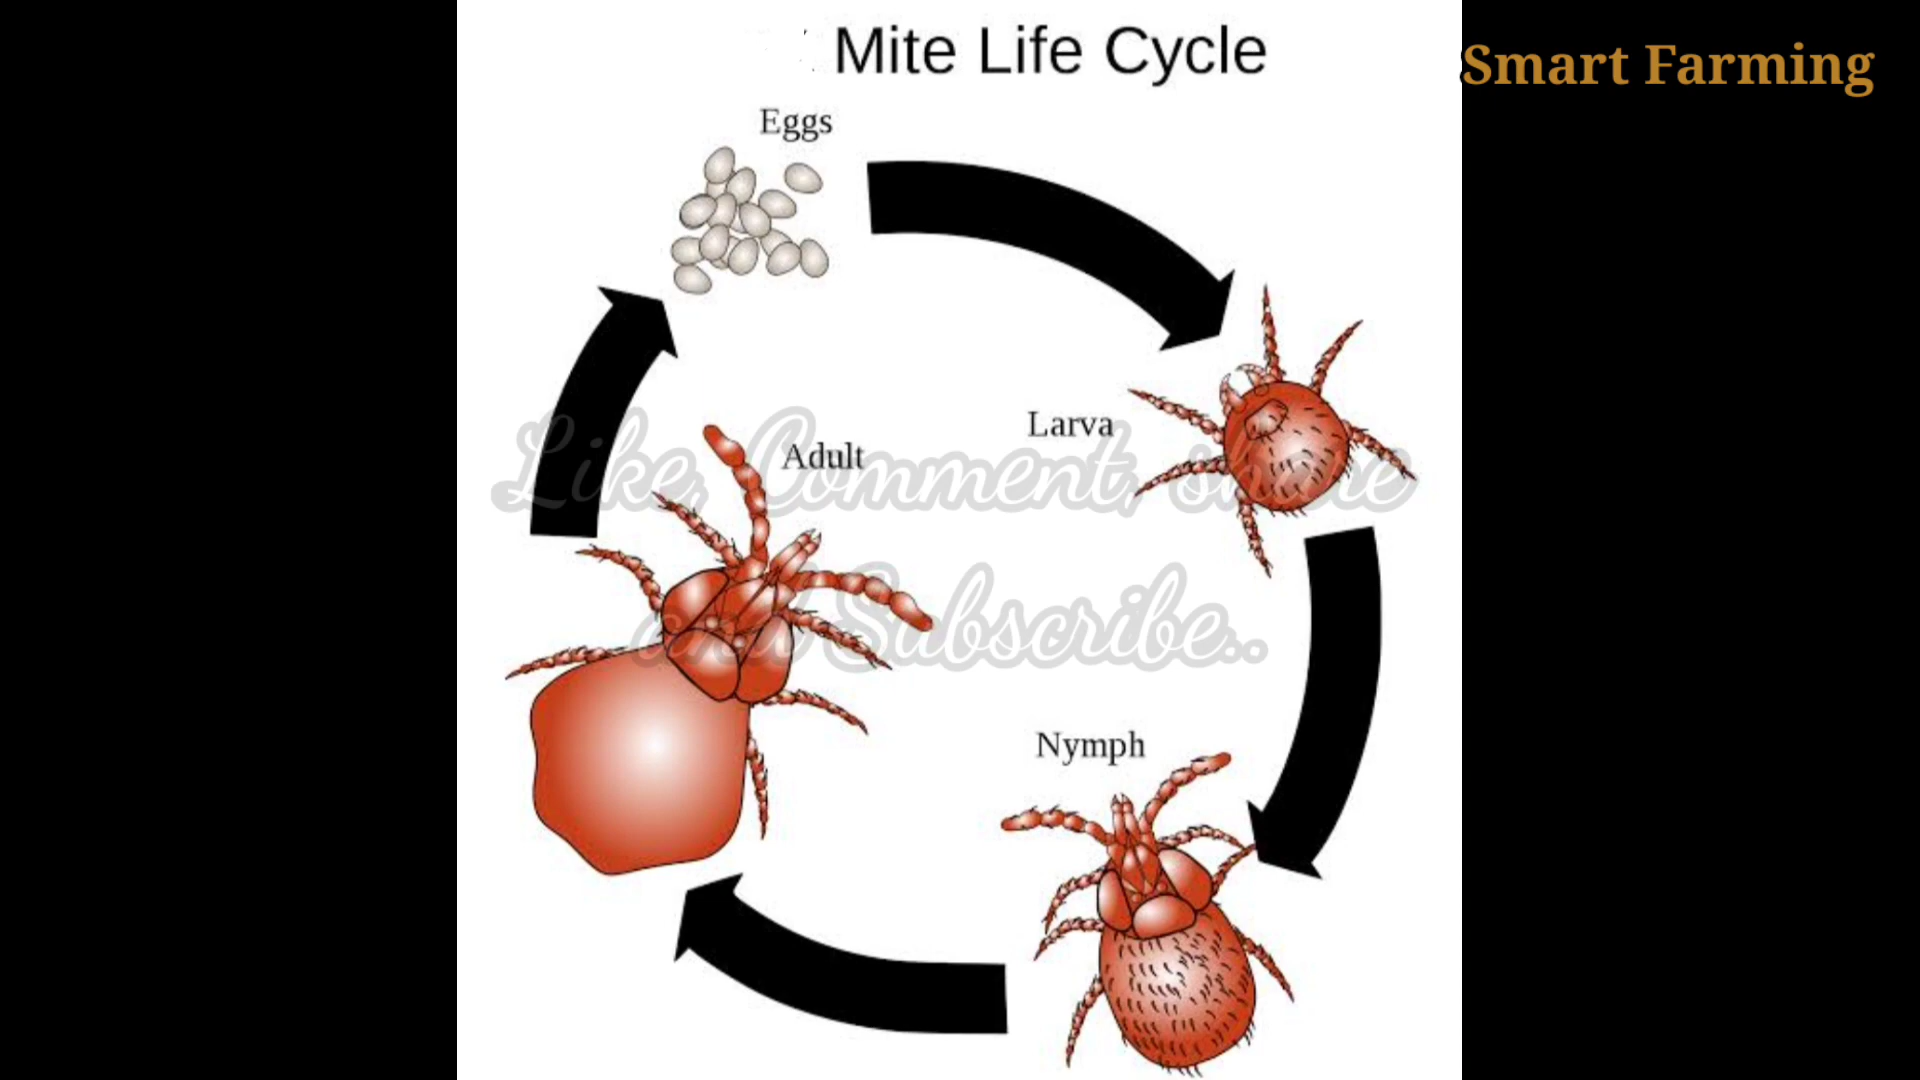 Mite Life Cycle
Smart Farming
Eggs
Larva
Adult
Like, Comment, share
and Subscribe..
Nymph